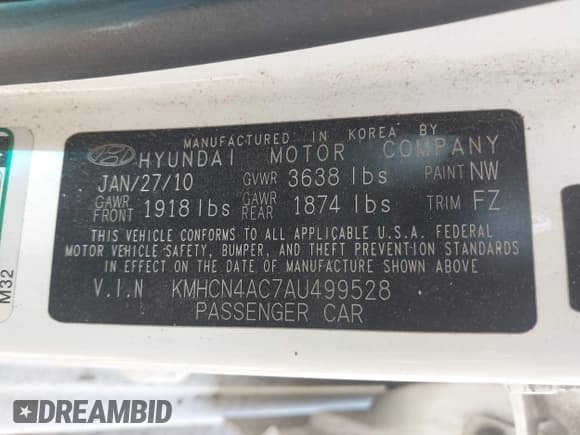 MANUFACTURED IN KOREA BY
HYUNDAI MOTOR COMPANY
JAN/27/10 GVWR 3638 lbs PAINT NW
GAWR FRONT 1918 lbs GAWR REAR 1874 lbs TRIM FZ
THIS VEHICLE CONFORMS TO ALL APPLICABLE U.S.A. FEDERAL
MOTOR VEHICLE SAFETY, BUMPER, AND THEFT PREVENTION STANDARDS
IN EFFECT ON THE DATE OF MANUFACTURE SHOWN ABOVE
V.I.N KMHCN4AC7AU499528
PASSENGER CAR
M32
DREAMBID